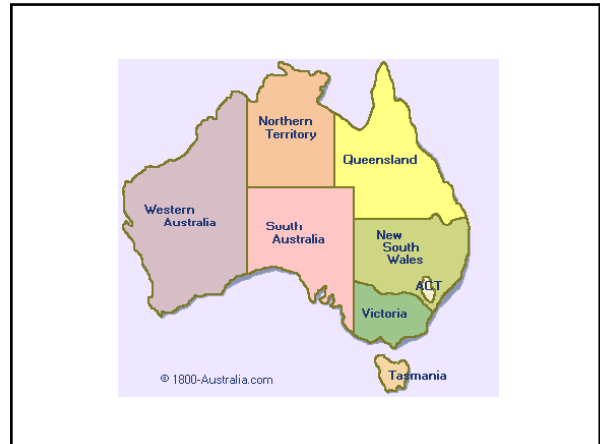 Northern
Territory
Queensland
Western
Australia
South
Australia
New
South
Wales
ACT
Victoria
Tasmania
© 1800-Australia.com